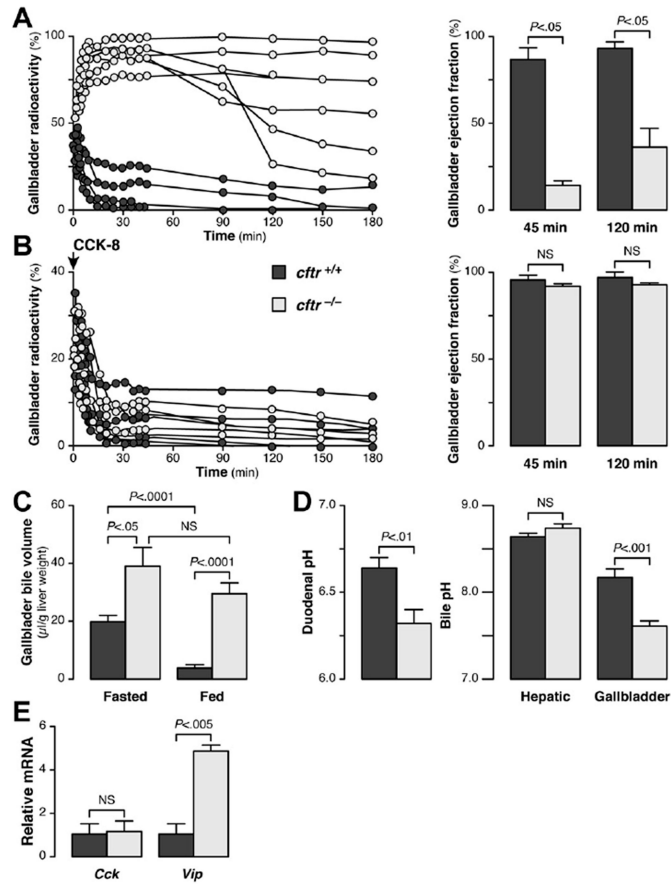 A
Gallbladder radioactivity (%)
100
50
0
0 30 60 90 120 150 180
Time (min)
Gallbladder ejection fraction (%)
100
50
0
P<.05
P<.05
45 min 120 min
B
CCK-8
Gallbladder radioactivity (%)
40
20
0
0 30 60 90 120 150 180
Time (min)
cftr +/+
cftr –/–
Gallbladder ejection fraction (%)
100
50
0
NS
NS
45 min 120 min
C
Gallbladder bile volume
(µl/g liver weight)
60
40
20
0
P<.0001
P<.05
NS
P<.0001
Fasted Fed
D
Duodenal pH
7.0
6.5
6.0
P<.01
Bile pH
9.0
8.0
7.0
NS
P<.001
Hepatic Gallbladder
E
Relative mRNA
6
4
2
0
NS
P<.005
Cck Vip